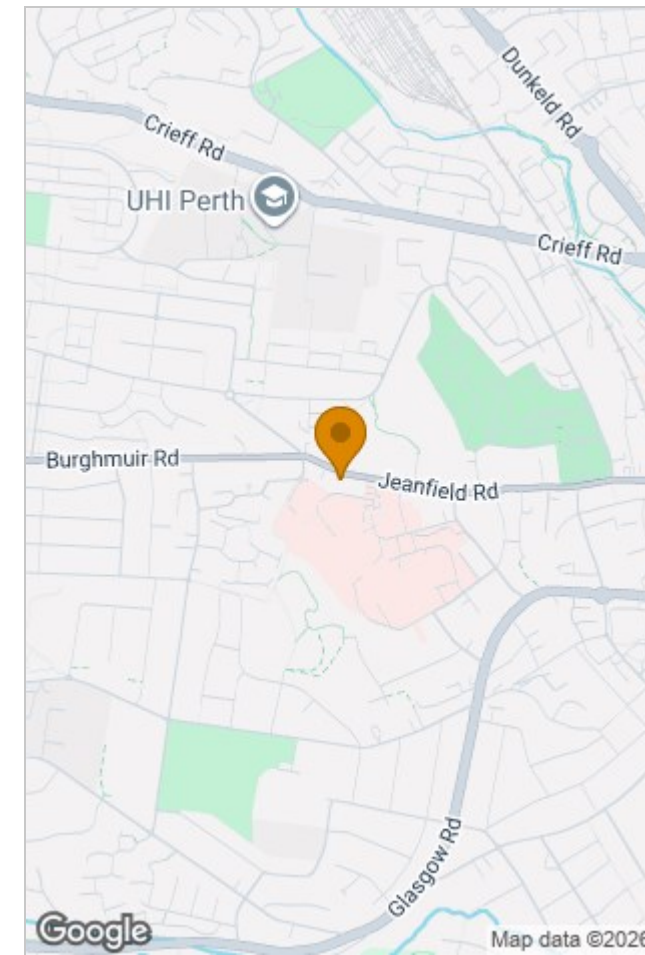 Dunkeld Rd
Crieff Rd
UHI Perth
Crieff Rd
Burghmuir Rd
Jeanfield Rd
Glasgow Rd
Google
Map data ©2026